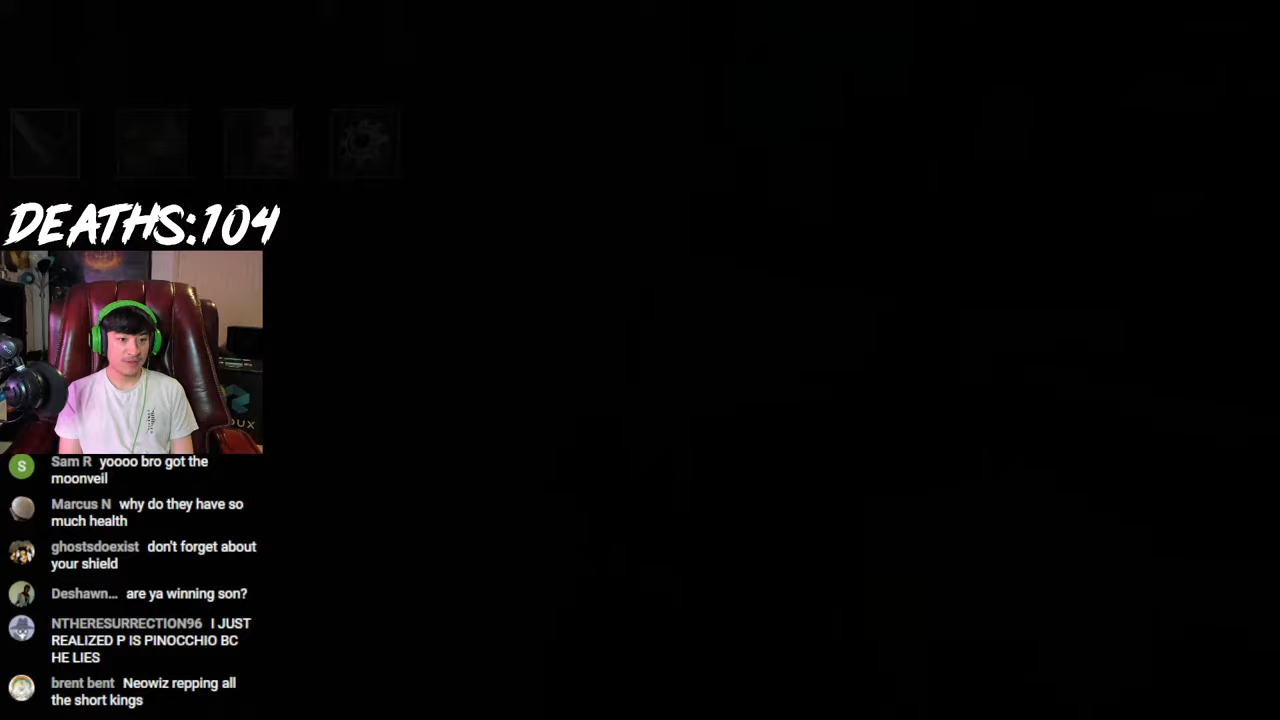 DEATHS:104
DUX
Sam R yoooo bro got the
moonveil
Marcus N why do they have so
much health
ghostsdoexist don't forget about
your shield
Deshawn... are ya winning son?
NTHERESURRECTION96 I JUST
REALIZED P IS PINOCCHIO BC
HE LIES
brent bent Neowiz repping all
the short kings